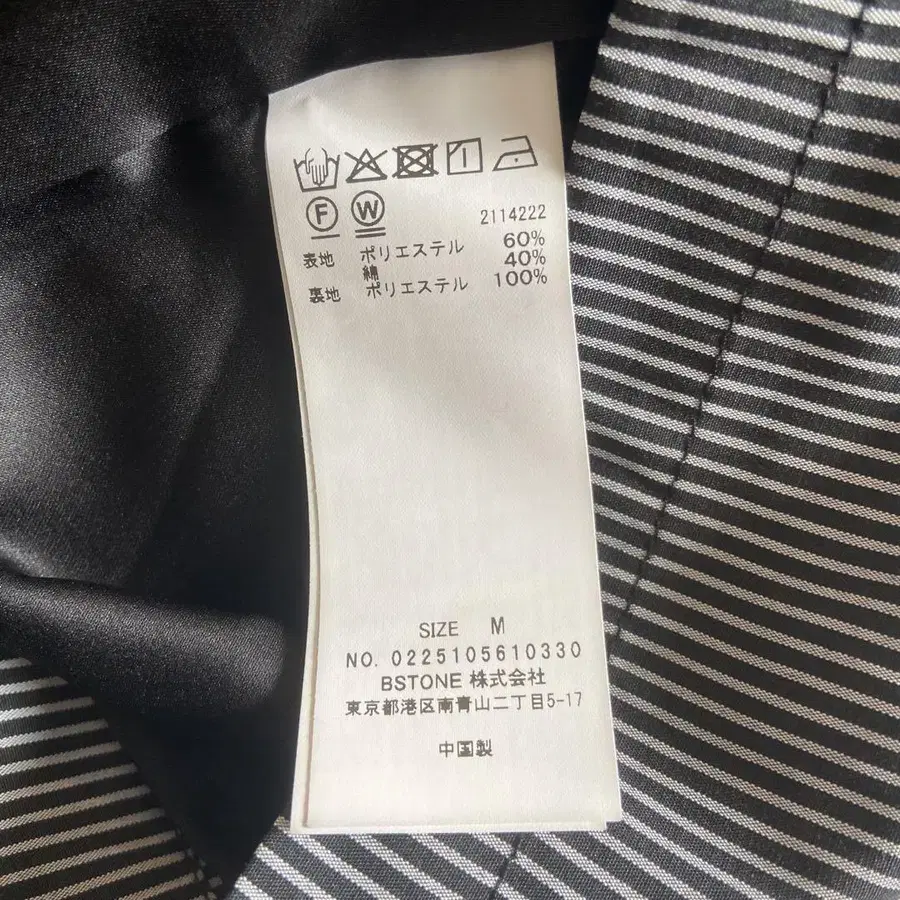 F W 2114222
表地 ポリエステル 60%
綿 40%
裏地 ポリエステル 100%
SIZE M
NO. 0225105610330
BSTONE 株式会社
東京都港区南青山二丁目5-17
中国製